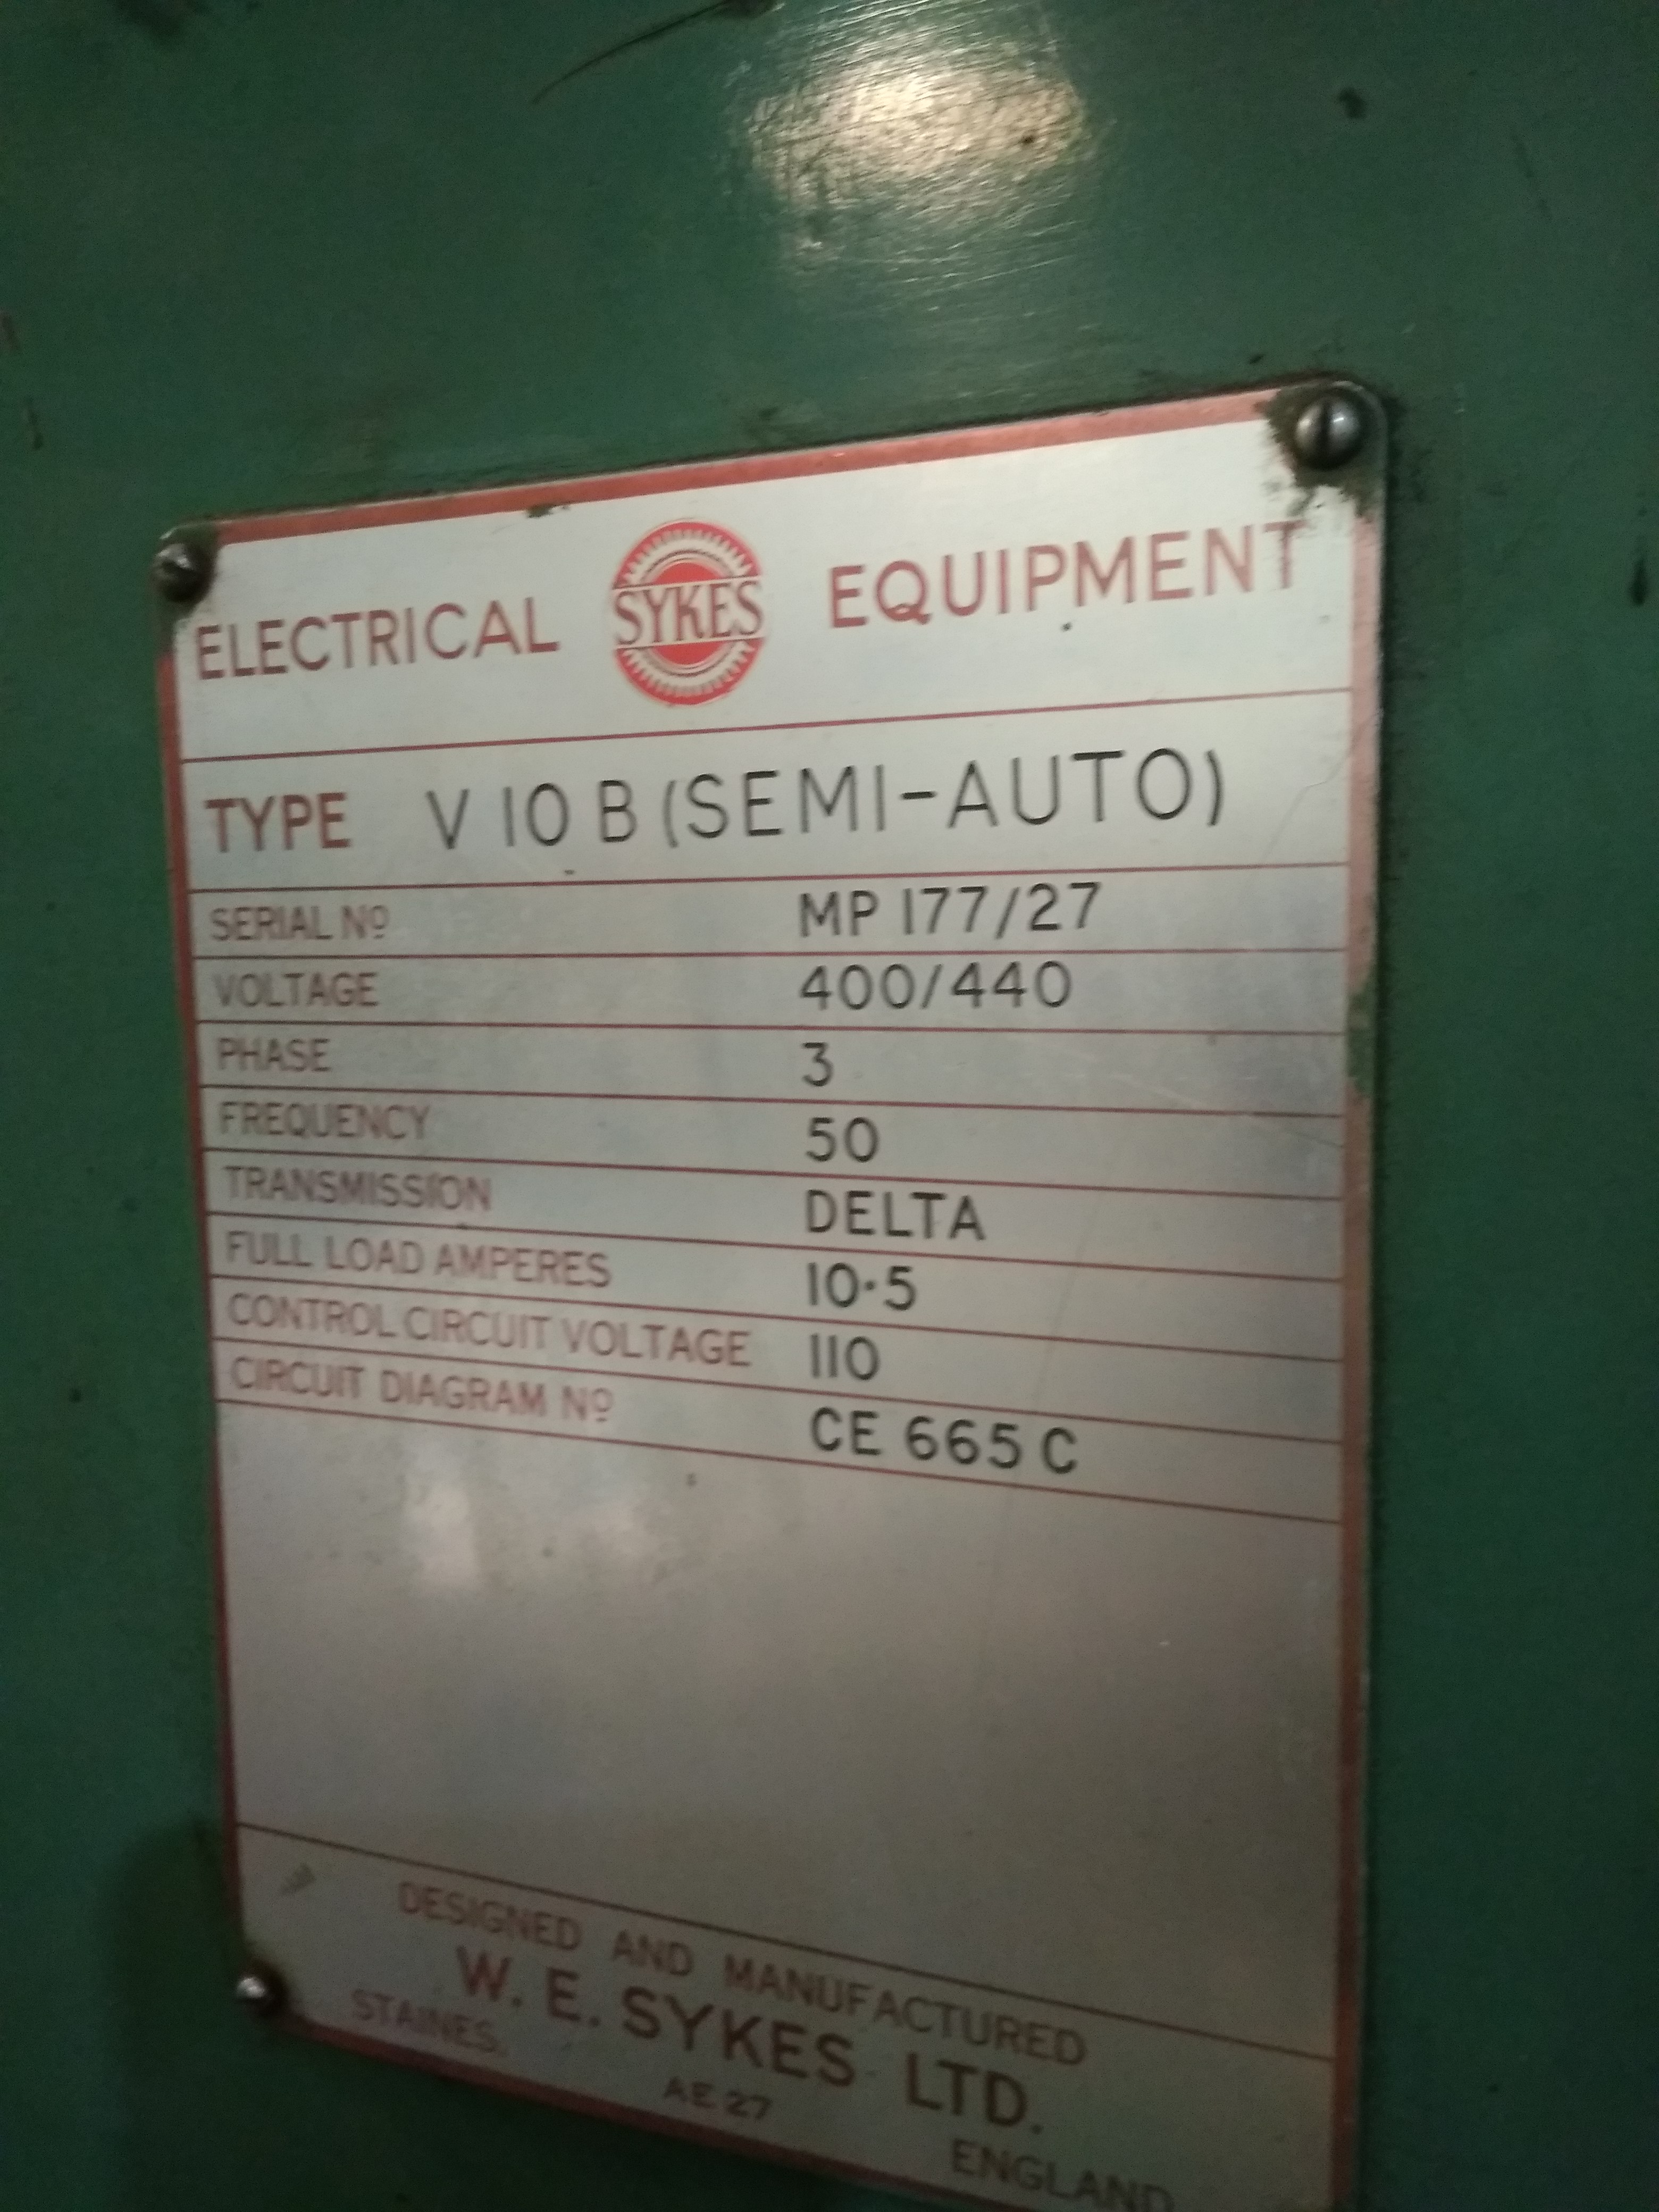 ELECTRICAL SYKES EQUIPMENT
TYPE V 10 B (SEMI-AUTO)
SERIAL Nº MP 177/27
VOLTAGE 400/440
PHASE 3
FREQUENCY 50
TRANSMISSION DELTA
FULL LOAD AMPERES 10·5
CONTROL CIRCUIT VOLTAGE 110
CIRCUIT DIAGRAM Nº CE 665 C
DESIGNED AND MANUFACTURED
W. E. SYKES LTD.
STAINES. ENGLAND
AE 27